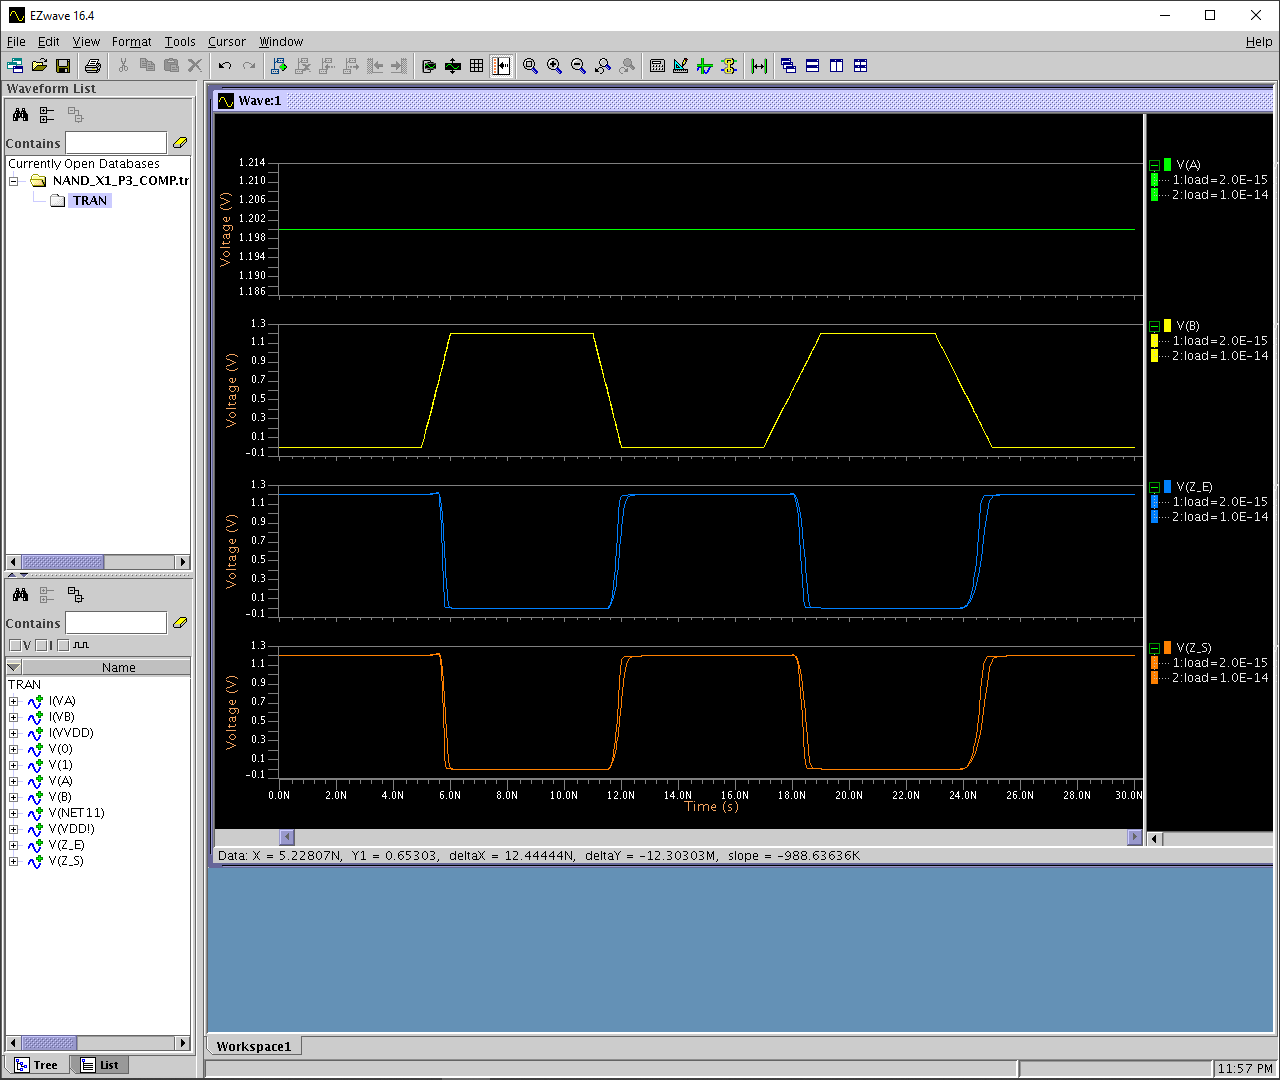 EZwave 16.4
File Edit View Format Tools Cursor Window Help
Waveform List
Contains
Currently Open Databases
NAND_X1_P3_COMP.tr
TRAN
Contains
V I
Name
TRAN
I(VA)
I(VB)
I(VVDD)
V(0)
V(1)
V(A)
V(B)
V(NET11)
V(VDD!)
V(Z_E)
V(Z_S)
Tree List
Wave:1
Voltage (V)
1.214
1.210
1.206
1.202
1.198
1.194
1.190
1.186
V(A)
1:load=2.0E-15
2:load=1.0E-14
Voltage (V)
1.3
1.1
0.9
0.7
0.5
0.3
0.1
-0.1
V(B)
1:load=2.0E-15
2:load=1.0E-14
Voltage (V)
1.3
1.1
0.9
0.7
0.5
0.3
0.1
-0.1
V(Z_E)
1:load=2.0E-15
2:load=1.0E-14
Voltage (V)
1.3
1.1
0.9
0.7
0.5
0.3
0.1
-0.1
V(Z_S)
1:load=2.0E-15
2:load=1.0E-14
0.0N 2.0N 4.0N 6.0N 8.0N 10.0N 12.0N 14.0N 16.0N 18.0N 20.0N 22.0N 24.0N 26.0N 28.0N 30.0N
Time (s)
Data: X = 5.22807N, Y1 = 0.65303, deltaX = 12.44444N, deltaY = -12.30303M, slope = -988.63636K
Workspace1
11:57 PM